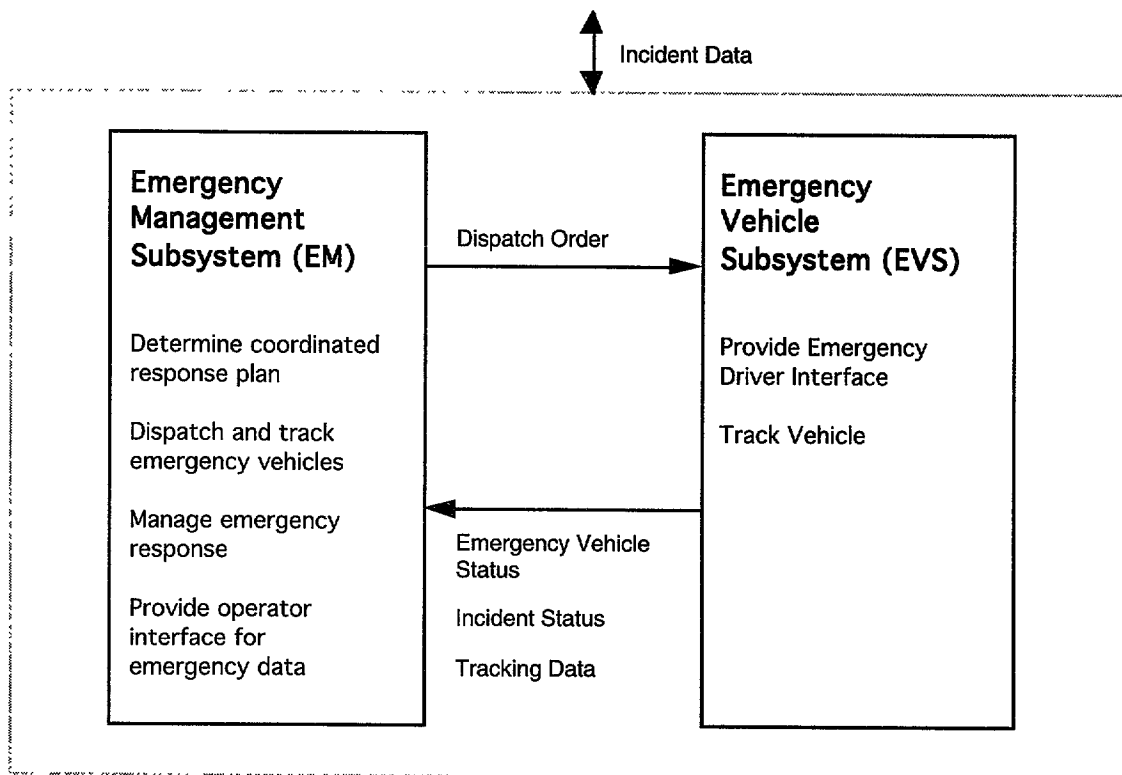 Incident Data
Emergency
Management
Subsystem (EM)
Determine coordinated
response plan
Dispatch and track
emergency vehicles
Manage emergency
response
Provide operator
interface for
emergency data
Dispatch Order
Emergency Vehicle
Status
Incident Status
Tracking Data
Emergency
Vehicle
Subsystem (EVS)
Provide Emergency
Driver Interface
Track Vehicle